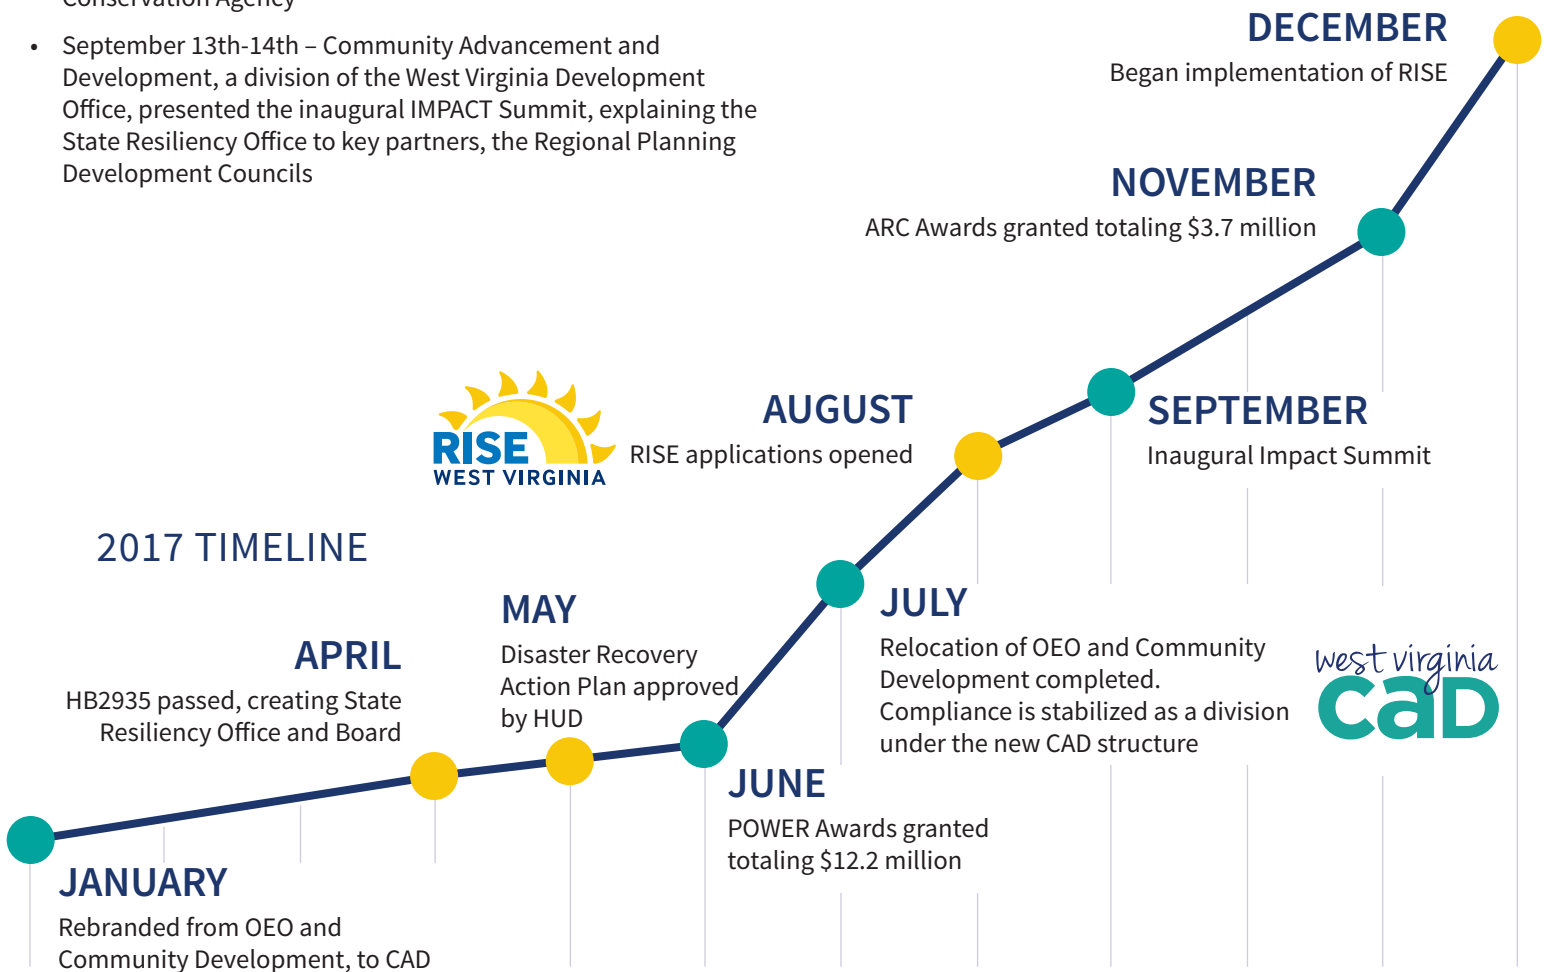 Conservation Agency
• September 13th-14th – Community Advancement and
Development, a division of the West Virginia Development
Office, presented the inaugural IMPACT Summit, explaining the
State Resiliency Office to key partners, the Regional Planning
Development Councils
DECEMBER
Began implementation of RISE
NOVEMBER
ARC Awards granted totaling $3.7 million
RISE
WEST VIRGINIA
AUGUST
RISE applications opened
SEPTEMBER
Inaugural Impact Summit
2017 TIMELINE
MAY
Disaster Recovery
Action Plan approved
by HUD
APRIL
HB2935 passed, creating State
Resiliency Office and Board
JULY
Relocation of OEO and Community
Development completed.
Compliance is stabilized as a division
under the new CAD structure
west virginia
CaD
JUNE
POWER Awards granted
totaling $12.2 million
JANUARY
Rebranded from OEO and
Community Development, to CAD